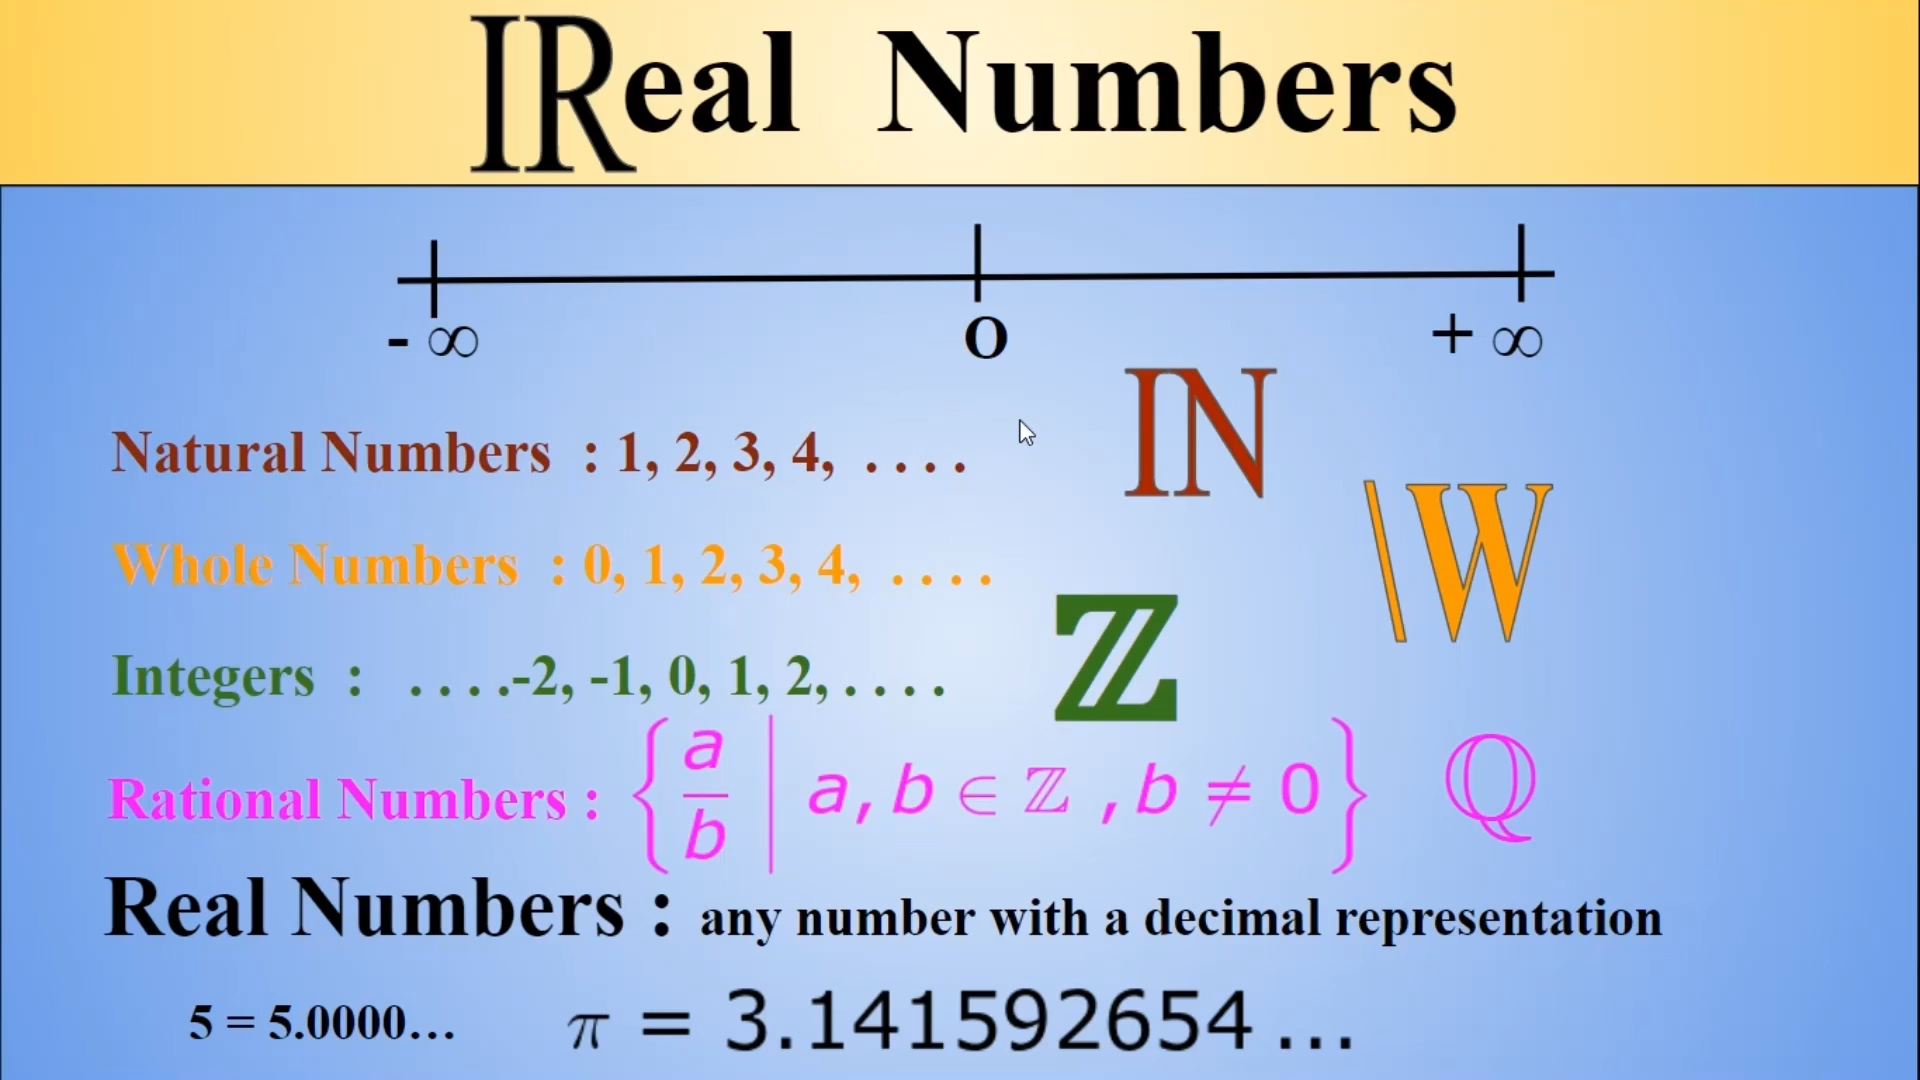 ℝeal Numbers
- ∞ O + ∞
Natural Numbers : 1, 2, 3, 4, . . . . ℕ
Whole Numbers : 0, 1, 2, 3, 4, . . . . \W
Integers : . . . .-2, -1, 0, 1, 2, . . . . ℤ
Rational Numbers : { a/b | a, b ∈ ℤ , b ≠ 0 } ℚ
Real Numbers : any number with a decimal representation
5 = 5.0000... π = 3.141592654 ...